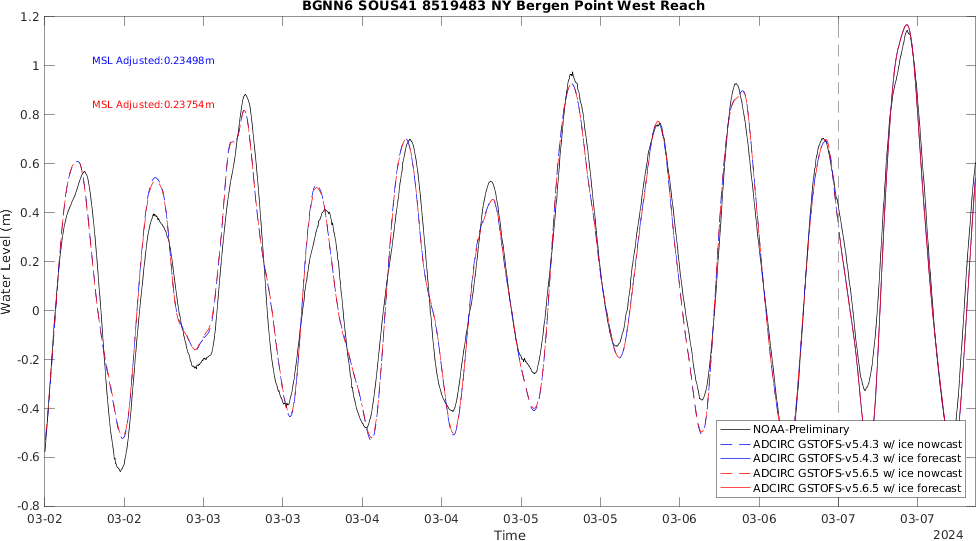 BGNN6 SOUS41 8519483 NY Bergen Point West Reach
1.2
1
0.8
0.6
0.4
0.2
0
-0.2
-0.4
-0.6
-0.8
Water Level (m)
MSL Adjusted:0.23498m
MSL Adjusted:0.23754m
NOAA-Preliminary
ADCIRC GSTOFS-v5.4.3 w/ ice nowcast
ADCIRC GSTOFS-v5.4.3 w/ ice forecast
ADCIRC GSTOFS-v5.6.5 w/ ice nowcast
ADCIRC GSTOFS-v5.6.5 w/ ice forecast
03-02 03-02 03-03 03-03 03-04 03-04 03-05 03-05 03-06 03-06 03-07 03-07
Time
2024